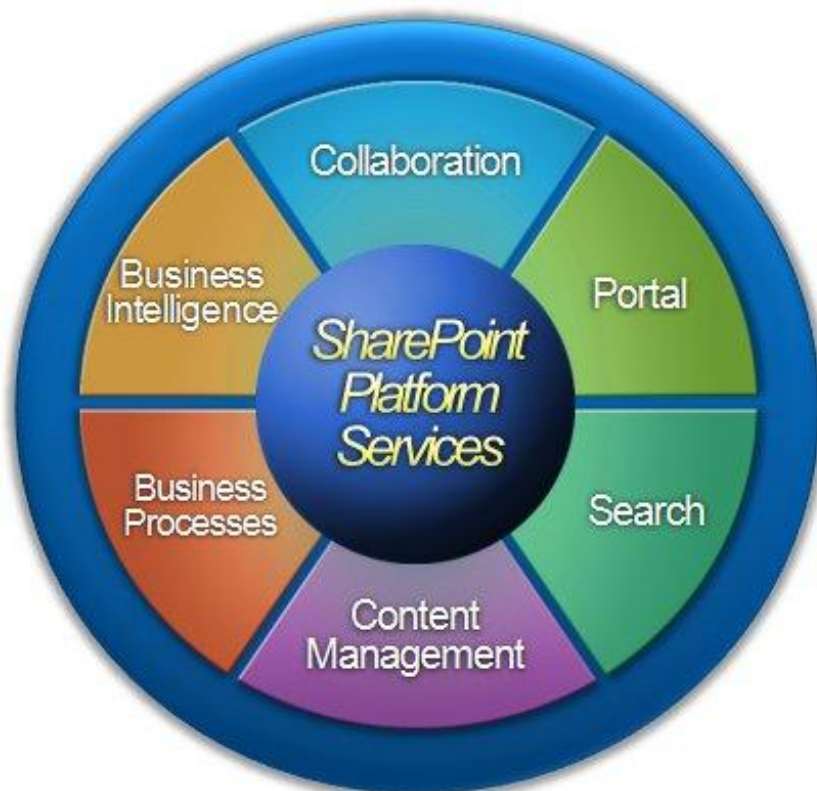 Collaboration
Portal
Search
Content
Management
Business
Processes
Business
Intelligence
SharePoint
Platform
Services